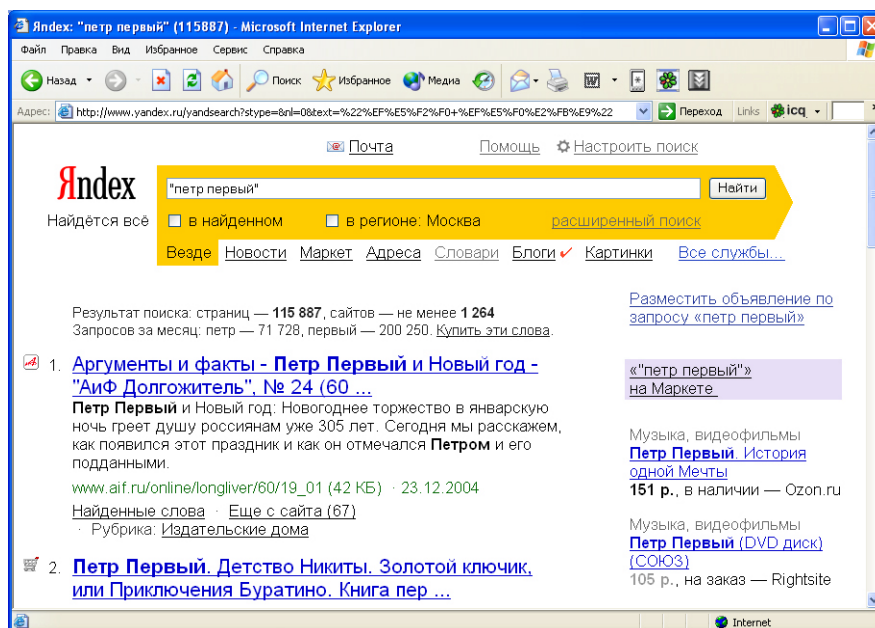 Яndex: "петр первый" (115887) - Microsoft Internet Explorer
Файл Правка Вид Избранное Сервис Справка
Назад Поиск Избранное Медиа
Адрес: http://www.yandex.ru/yandsearch?stype=&nl=0&text=%22%EF%E5%F2%F0+%EF%E5%F0%E2%FB%E9%22 Переход Links icq
Почта Помощь Настроить поиск
Яndex "петр первый" Найти
Найдётся всё в найденном в регионе: Москва расширенный поиск
Везде Новости Маркет Адреса Словари Блоги Картинки Все службы...
Результат поиска: страниц — 115 887, сайтов — не менее 1 264
Запросов за месяц: петр — 71 728, первый — 200 250. Купить эти слова.
1. Аргументы и факты - Петр Первый и Новый год -
"АиФ Долгожитель", № 24 (60 ...
Петр Первый и Новый год: Новогоднее торжество в январскую
ночь греет душу россиянам уже 305 лет. Сегодня мы расскажем,
как появился этот праздник и как он отмечался Петром и его
подданными.
www.aif.ru/online/longliver/60/19_01 (42 КБ) · 23.12.2004
Найденные слова · Еще с сайта (67)
· Рубрика: Издательские дома
2. Петр Первый. Детство Никиты. Золотой ключик,
или Приключения Буратино. Книга пер ...
Разместить объявление по
запросу «петр первый»
«"петр первый"»
на Маркете
Музыка, видеофильмы
Петр Первый. История
одной Мечты
151 р., в наличии — Ozon.ru
Музыка, видеофильмы
Петр Первый (DVD диск)
(СОЮЗ)
105 р., на заказ — Rightsite
Internet